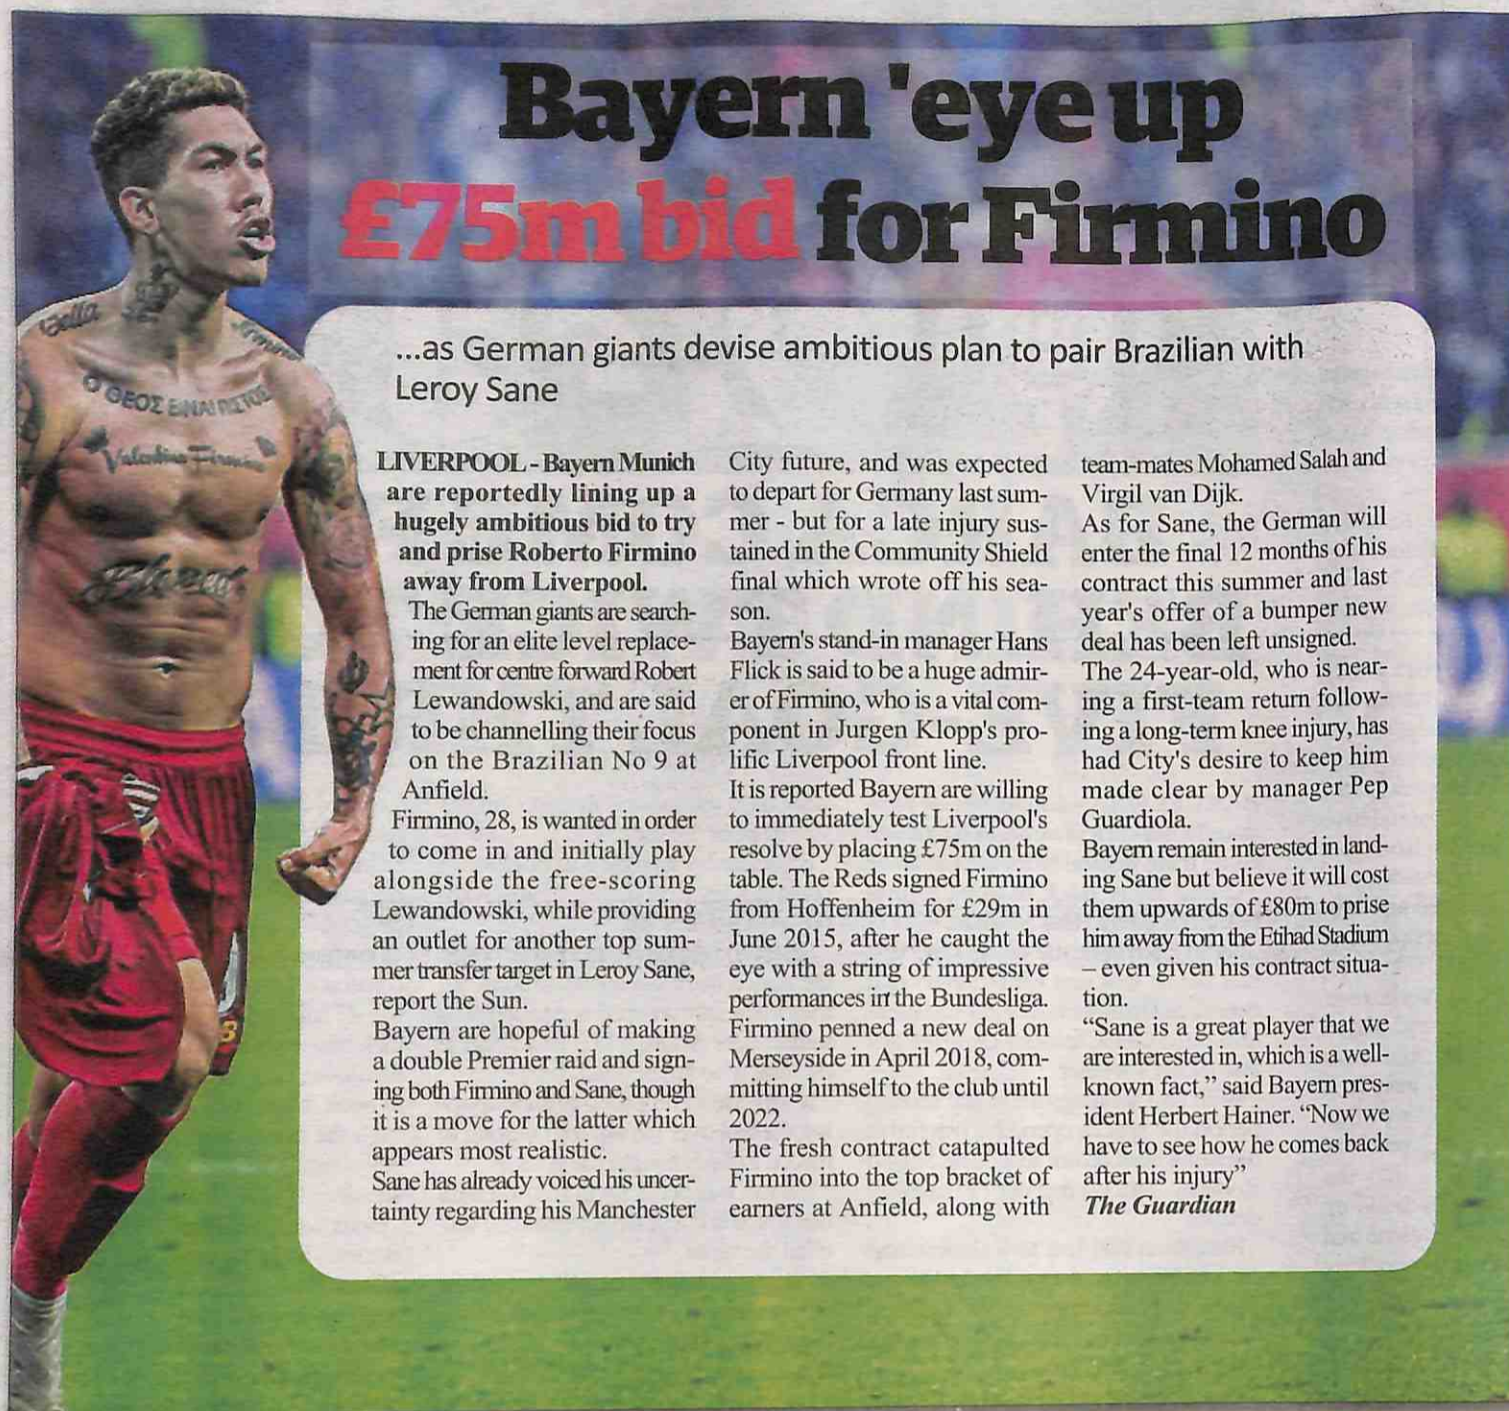 Bayern 'eye up
£75m bid for Firmino
...as German giants devise ambitious plan to pair Brazilian with
Leroy Sane
LIVERPOOL - Bayern Munich
are reportedly lining up a
hugely ambitious bid to try
and prise Roberto Firmino
away from Liverpool.
The German giants are search-
ing for an elite level replace-
ment for centre forward Robert
Lewandowski, and are said
to be channelling their focus
on the Brazilian No 9 at
Anfield.
Firmino, 28, is wanted in order
to come in and initially play
alongside the free-scoring
Lewandowski, while providing
an outlet for another top sum-
mer transfer target in Leroy Sane,
report the Sun.
Bayern are hopeful of making
a double Premier raid and sign-
ing both Firmino and Sane, though
it is a move for the latter which
appears most realistic.
Sane has already voiced his uncer-
tainty regarding his Manchester
City future, and was expected
to depart for Germany last sum-
mer - but for a late injury sus-
tained in the Community Shield
final which wrote off his sea-
son.
Bayern's stand-in manager Hans
Flick is said to be a huge admir-
er of Firmino, who is a vital com-
ponent in Jurgen Klopp's pro-
lific Liverpool front line.
It is reported Bayern are willing
to immediately test Liverpool's
resolve by placing £75m on the
table. The Reds signed Firmino
from Hoffenheim for £29m in
June 2015, after he caught the
eye with a string of impressive
performances in the Bundesliga.
Firmino penned a new deal on
Merseyside in April 2018, com-
mitting himself to the club until
2022.
The fresh contract catapulted
Firmino into the top bracket of
earners at Anfield, along with
team-mates Mohamed Salah and
Virgil van Dijk.
As for Sane, the German will
enter the final 12 months of his
contract this summer and last
year's offer of a bumper new
deal has been left unsigned.
The 24-year-old, who is near-
ing a first-team return follow-
ing a long-term knee injury, has
had City's desire to keep him
made clear by manager Pep
Guardiola.
Bayern remain interested in land-
ing Sane but believe it will cost
them upwards of £80m to prise
him away from the Etihad Stadium
– even given his contract situa-
tion.
“Sane is a great player that we
are interested in, which is a well-
known fact,” said Bayern pres-
ident Herbert Hainer. “Now we
have to see how he comes back
after his injury”
The Guardian
Ο ΘΕΟΣ ΕΙΝΑΙ ΠΙΣΤΟΣ
Valentina Firmino